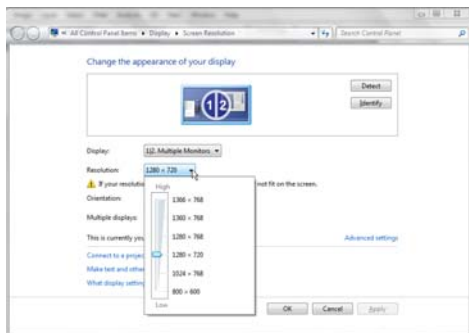 All Control Panel Items ▸ Display ▸ Screen Resolution
Search Control Panel
Change the appearance of your display
1|2
Detect
Identify
Display:
1|2. Multiple Monitors
Resolution:
1280 × 720
If your resolutio
not fit on the screen.
High
Orientation:
1366 × 768
1360 × 768
Multiple displays:
1280 × 768
This is currently you
Advanced settings
1280 × 720
Connect to a projec
Make text and other
1024 × 768
What display setting
800 × 600
Low
OK
Cancel
Apply